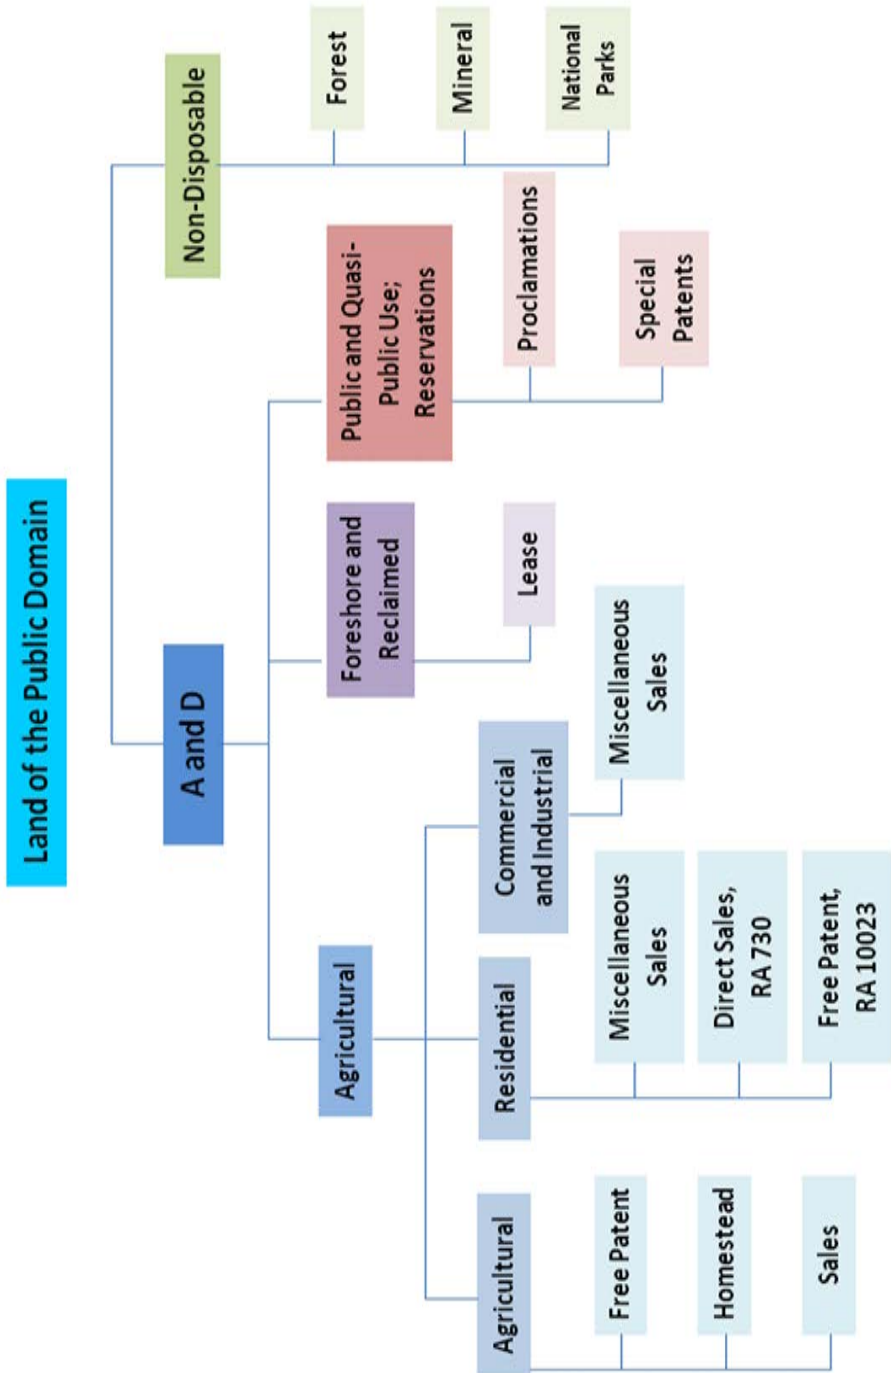 Land of the Public Domain
A and D
Non-Disposable
Agricultural
Foreshore and
Reclaimed
Public and Quasi-
Public Use;
Reservations
Forest
Mineral
National
Parks
Agricultural
Residential
Commercial
and Industrial
Lease
Proclamations
Special
Patents
Free Patent
Homestead
Sales
Miscellaneous
Sales
Direct Sales,
RA 730
Free Patent,
RA 10023
Miscellaneous
Sales